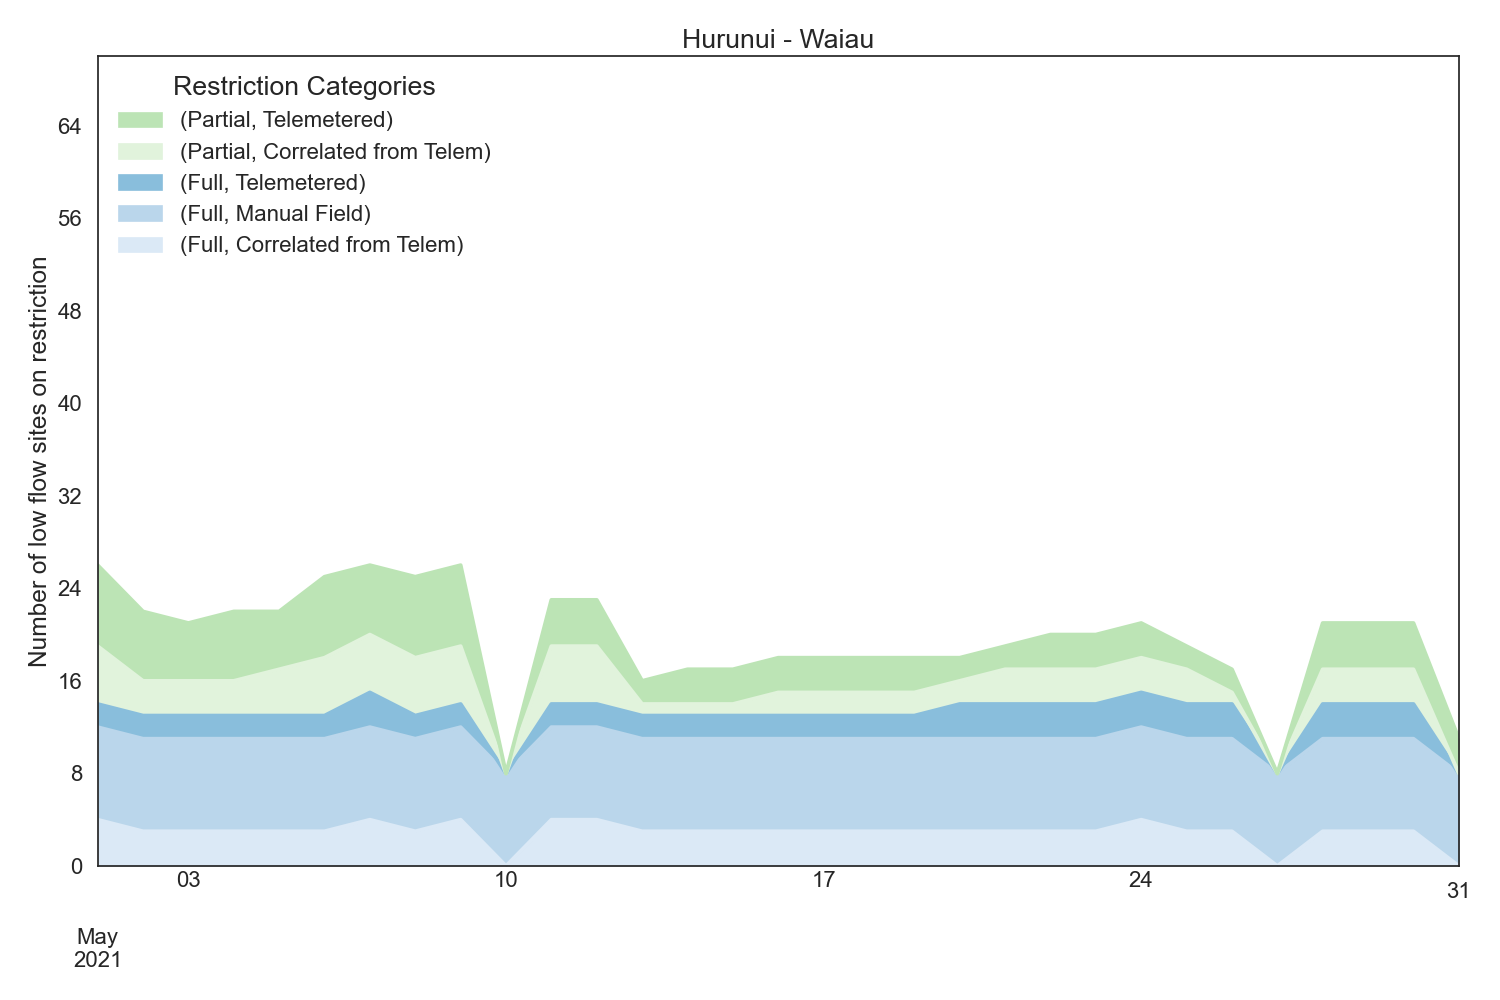 Hurunui - Waiau
Restriction Categories
(Partial, Telemetered)
(Partial, Correlated from Telem)
(Full, Telemetered)
(Full, Manual Field)
(Full, Correlated from Telem)
Number of low flow sites on restriction
64
56
48
40
32
24
16
8
0
03
10
17
24
31
May
2021